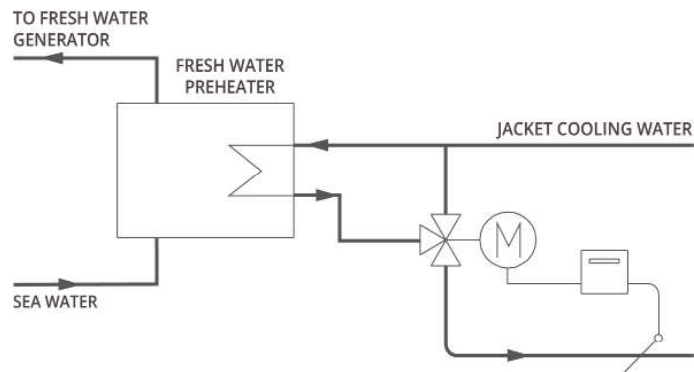 TO FRESH WATER
GENERATOR
FRESH WATER
PREHEATER
JACKET COOLING WATER
M
SEA WATER